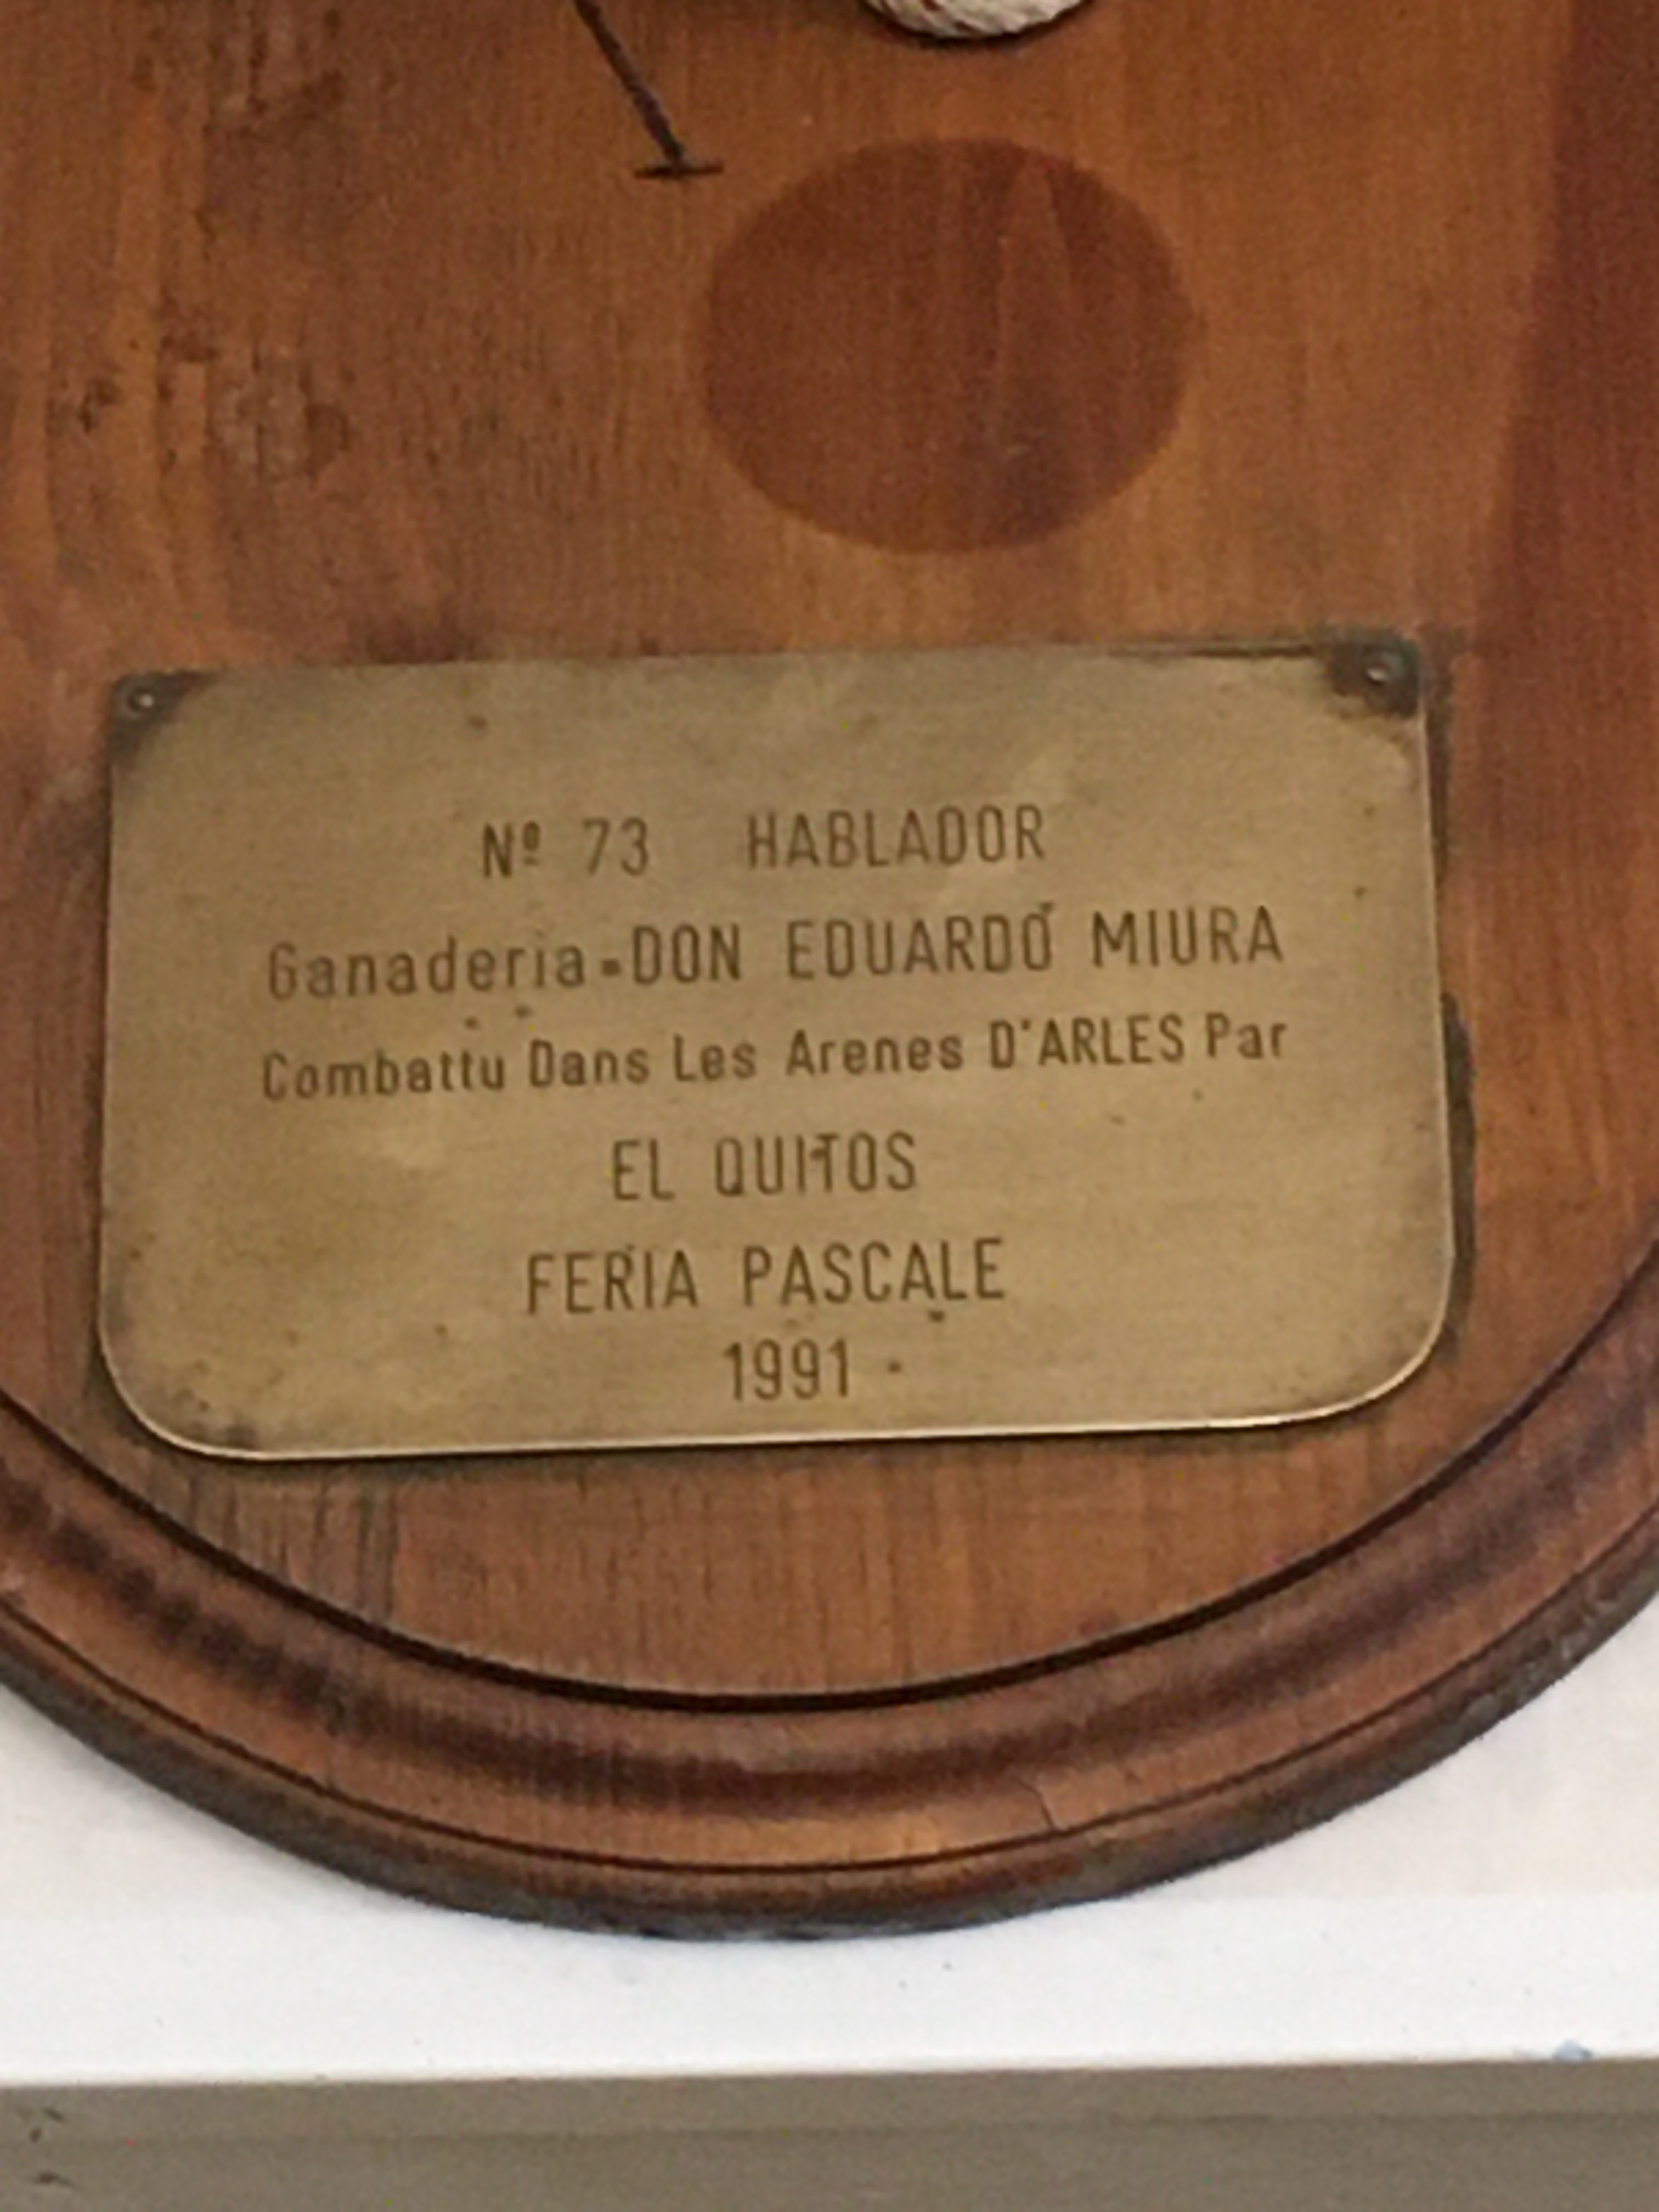 Nº 73 HABLADOR
Ganaderia-DON EDUARDO MIURA
Combattu Dans Les Arenes D'ARLES Par
EL QUITOS
FERIA PASCALE
1991